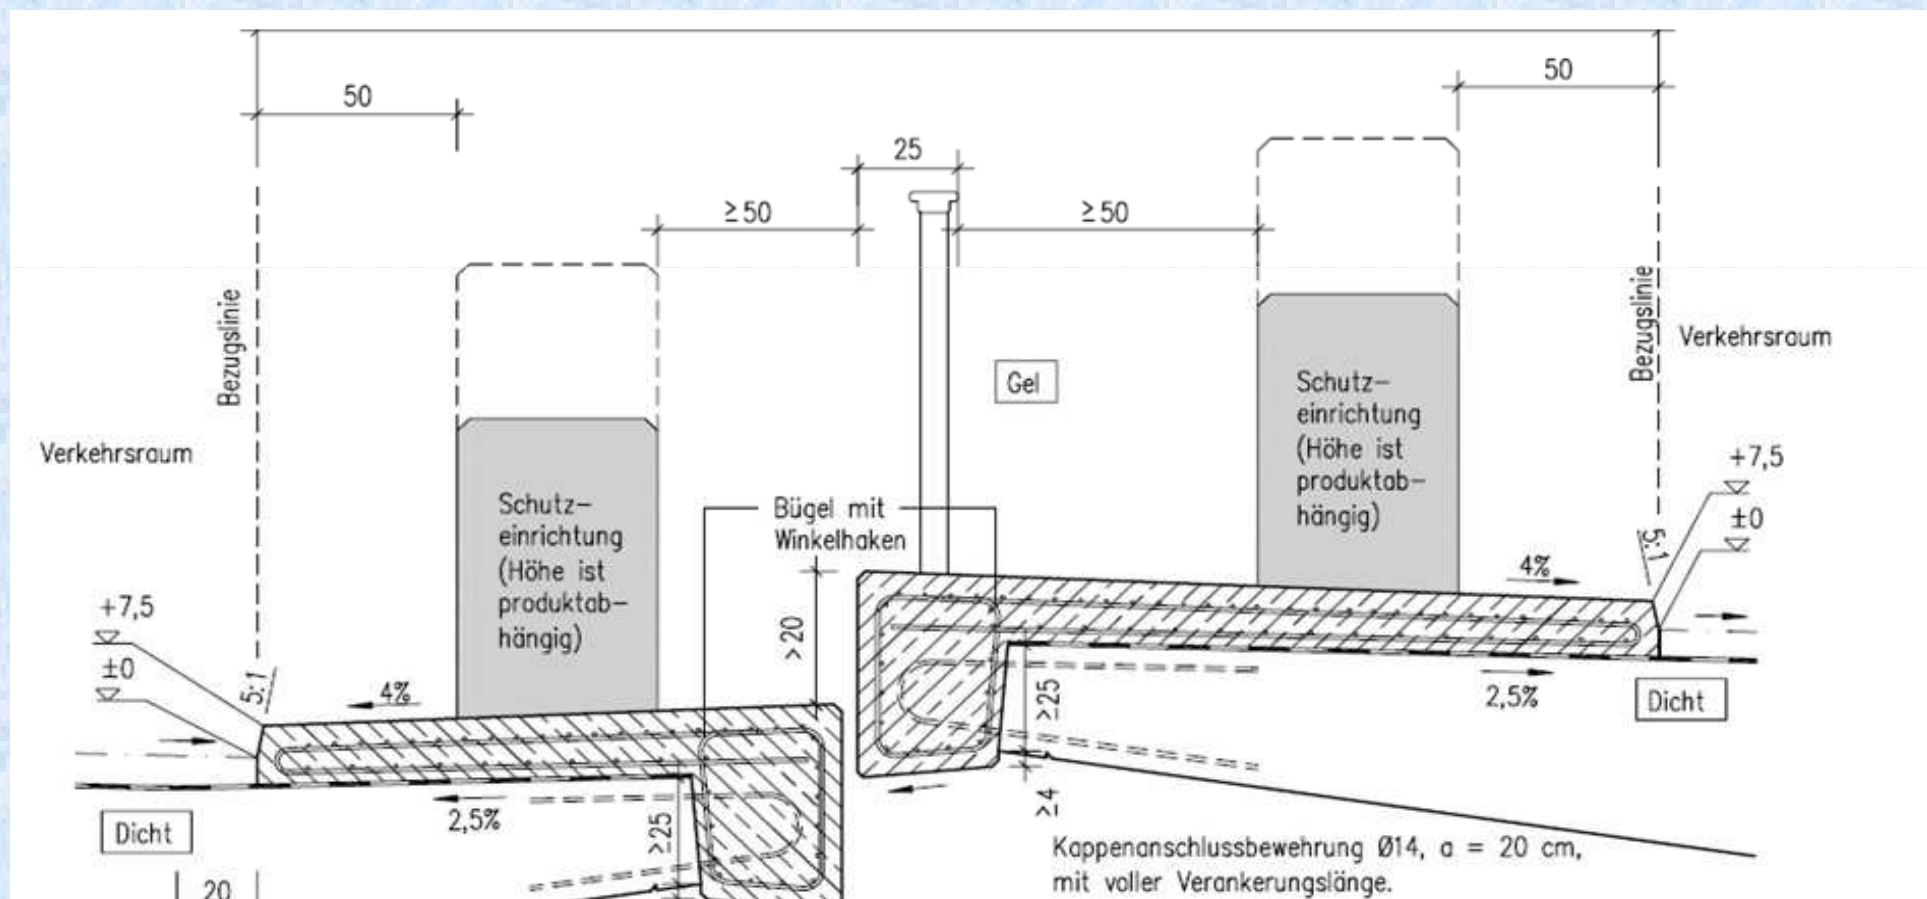 50
50
25
≥50
≥50
Bezugslinie
Bezugslinie
Verkehrsraum
Gel
Schutz–
einrichtung
(Höhe ist
produktab–
hängig)
Verkehrsraum
+7,5
±0
5:1
Schutz–
einrichtung
(Höhe ist
produktab–
hängig)
Bügel mit
Winkelhaken
4%
+7,5
±0
5:1
4%
>20
≥25
2,5%
Dicht
≥4
Dicht
2,5%
≥25
Kappenanschlussbewehrung Ø14, a = 20 cm,
mit voller Verankerungslänge.
20